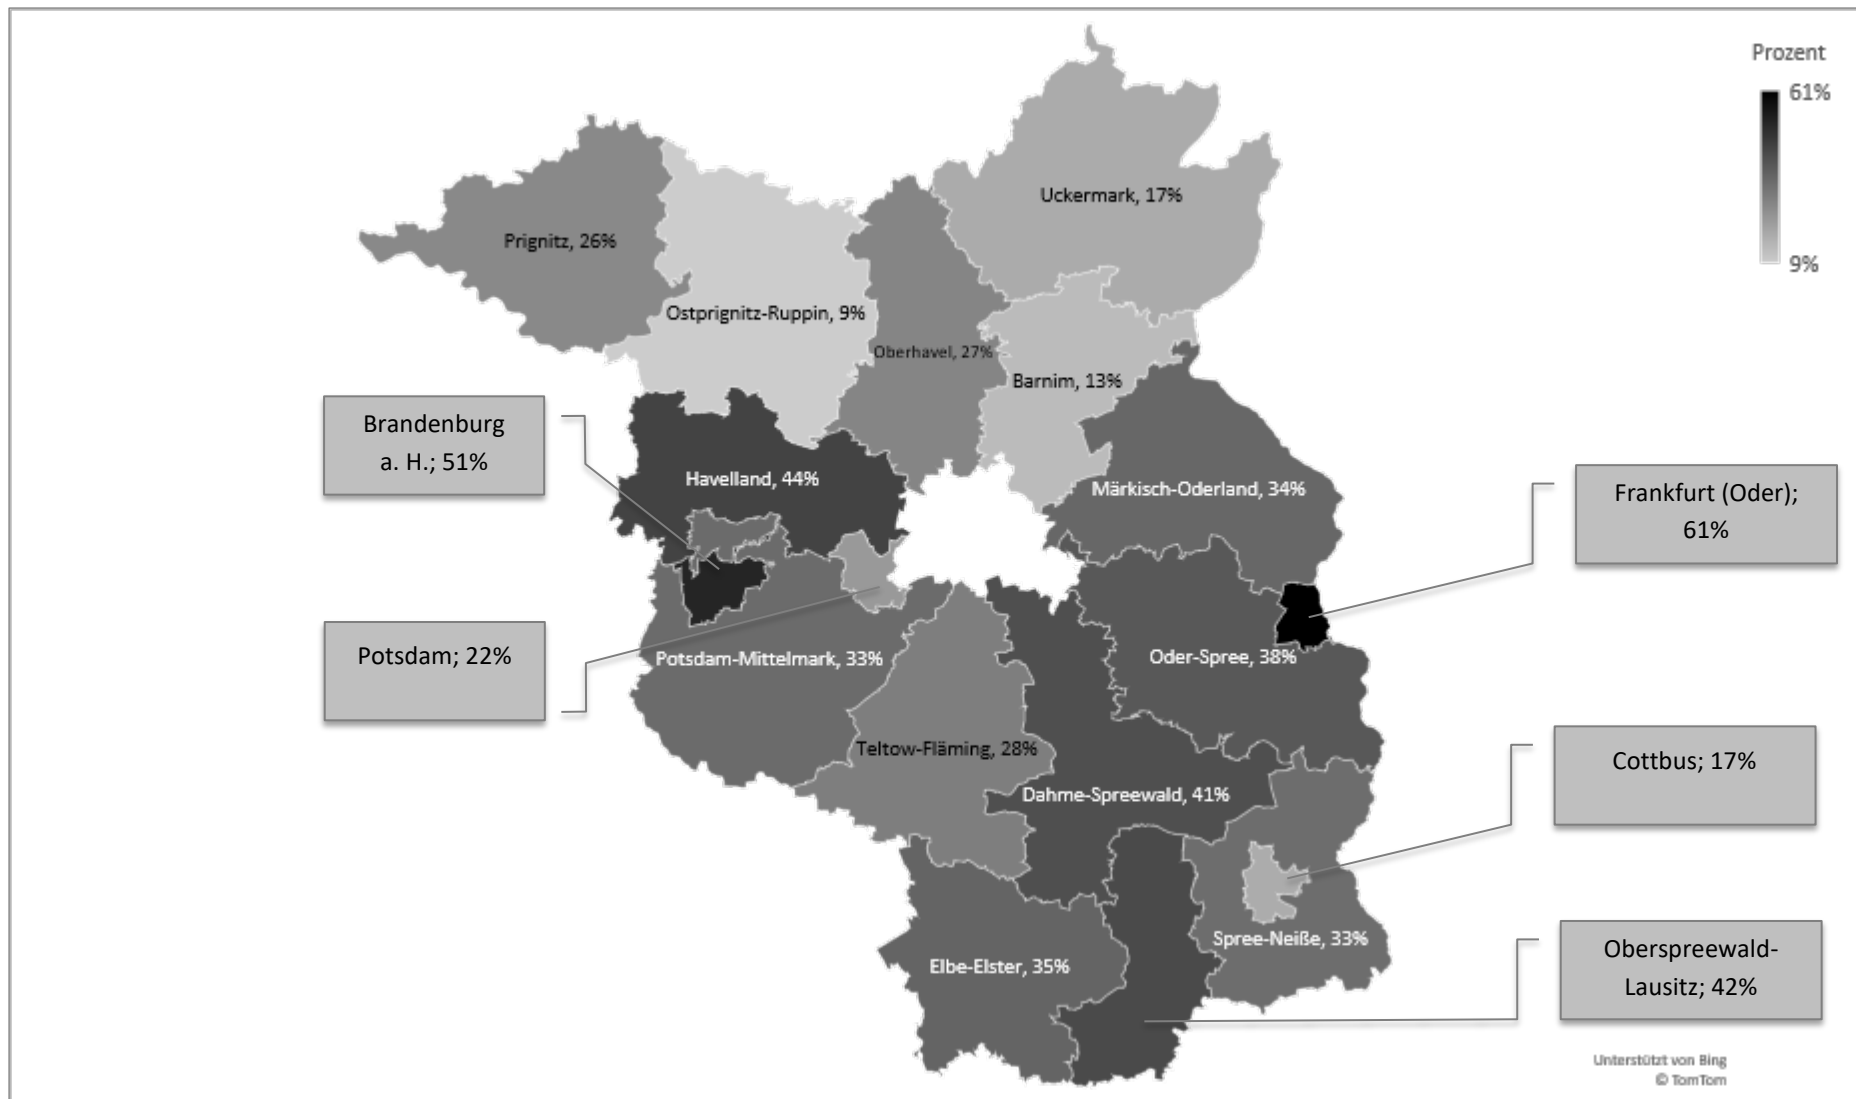 Prozent
61%
9%
Uckermark, 17%
Prignitz, 26%
Ostprignitz-Ruppin, 9%
Oberhavel, 27%
Barnim, 13%
Brandenburg
a. H.; 51%
Havelland, 44%
Märkisch-Oderland, 34%
Frankfurt (Oder);
61%
Potsdam; 22%
Potsdam-Mittelmark, 33%
Oder-Spree, 38%
Teltow-Fläming, 28%
Cottbus; 17%
Dahme-Spreewald, 41%
Spree-Neiße, 33%
Elbe-Elster, 35%
Oberspreewald-
Lausitz; 42%
Unterstützt von Bing
© TomTom